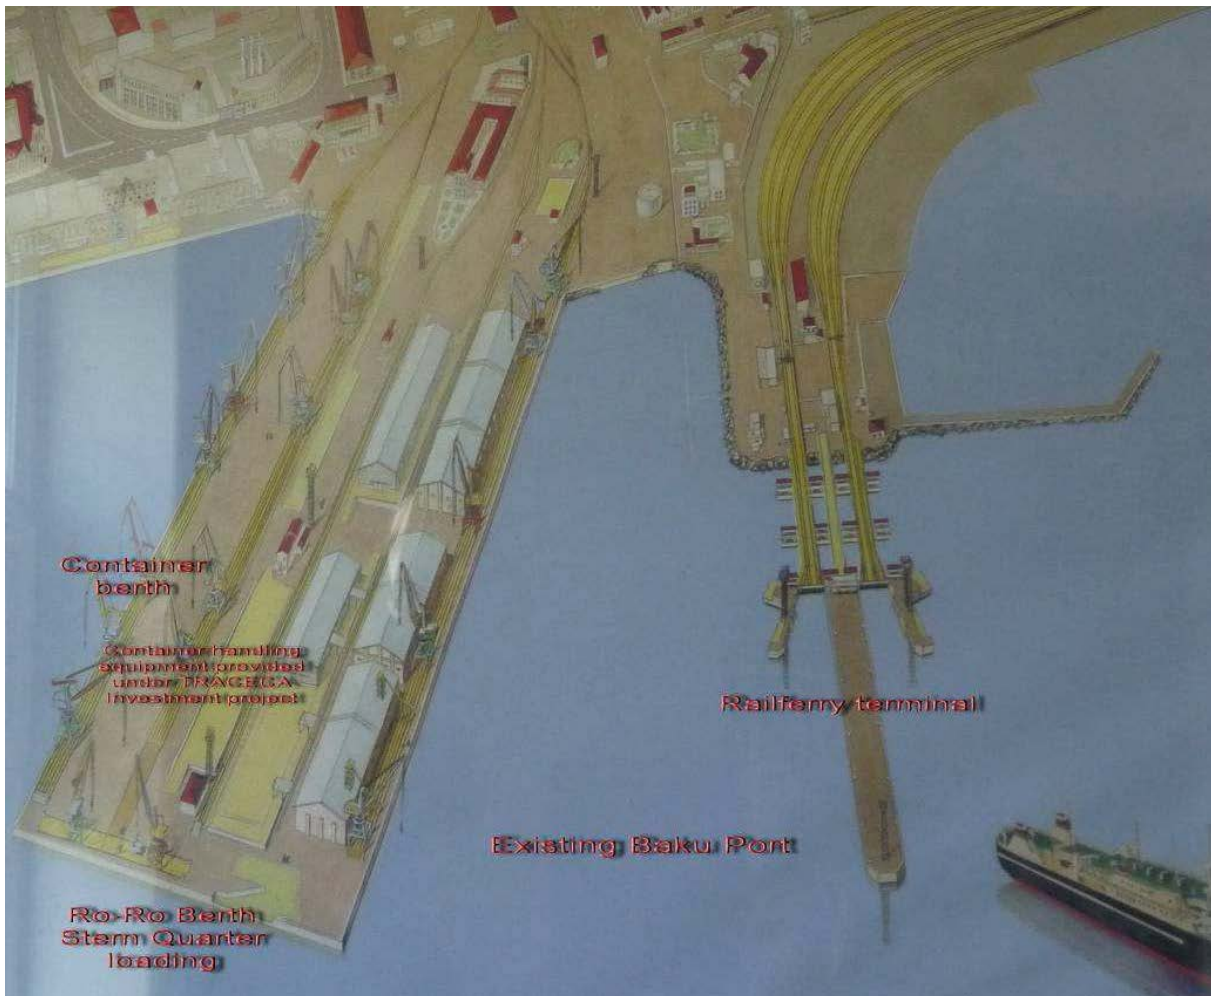 Container
berth
Container handling
equipment provided
under TRACECA
Investment project
Railferry terminal
Existing Baku Port
Ro-Ro Berth
Stern Quarter
loading